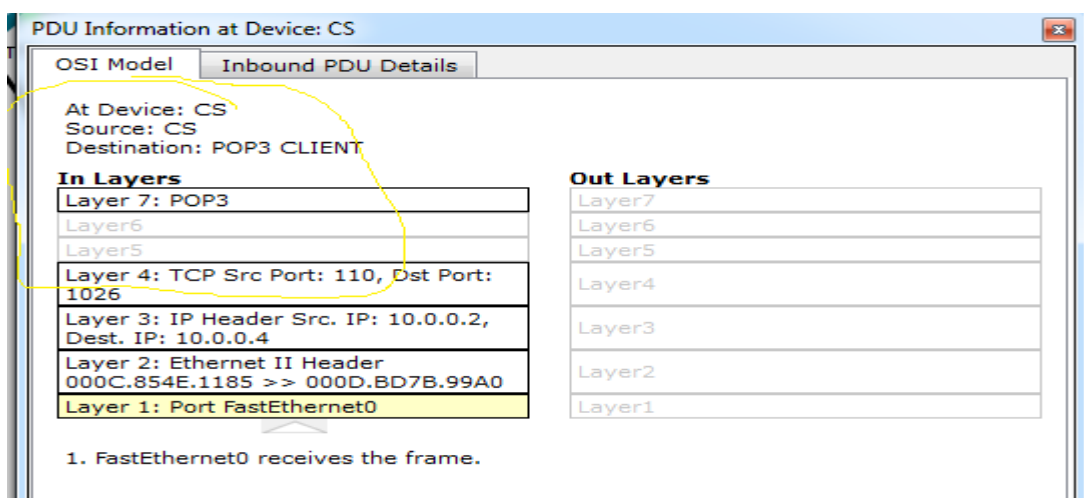 PDU Information at Device: CS
OSI Model
Inbound PDU Details
At Device: CS
Source: CS
Destination: POP3 CLIENT
In Layers
Layer 7: POP3
Layer6
Layer5
Layer 4: TCP Src Port: 110, Dst Port:
1026
Layer 3: IP Header Src. IP: 10.0.0.2,
Dest. IP: 10.0.0.4
Layer 2: Ethernet II Header
000C.854E.1185 >> 000D.BD7B.99A0
Layer 1: Port FastEthernet0
Out Layers
Layer7
Layer6
Layer5
Layer4
Layer3
Layer2
Layer1
1. FastEthernet0 receives the frame.